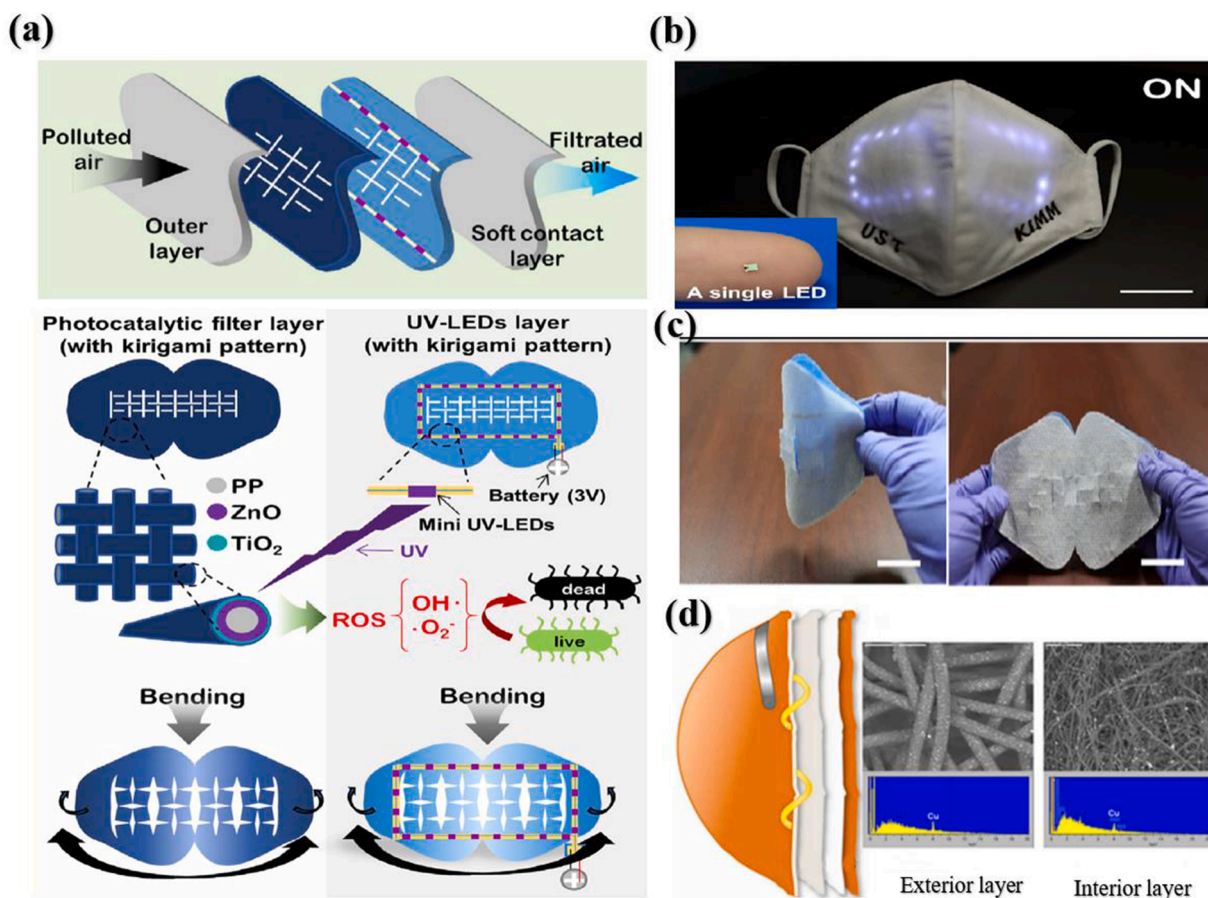 (a)
Polluted
air
Outer
layer
Soft contact
layer
Filtrated
air
Photocatalytic filter layer
(with kirigami pattern)
PP
ZnO
TiO₂
UV-LEDs layer
(with kirigami pattern)
Battery (3V)
Mini UV-LEDs
UV
ROS
OH ·
· O₂⁻
dead
live
Bending
Bending
(b)
ON
UST
KIMM
A single LED
(c)
(d)
Cu
Cu
Exterior layer
Interior layer